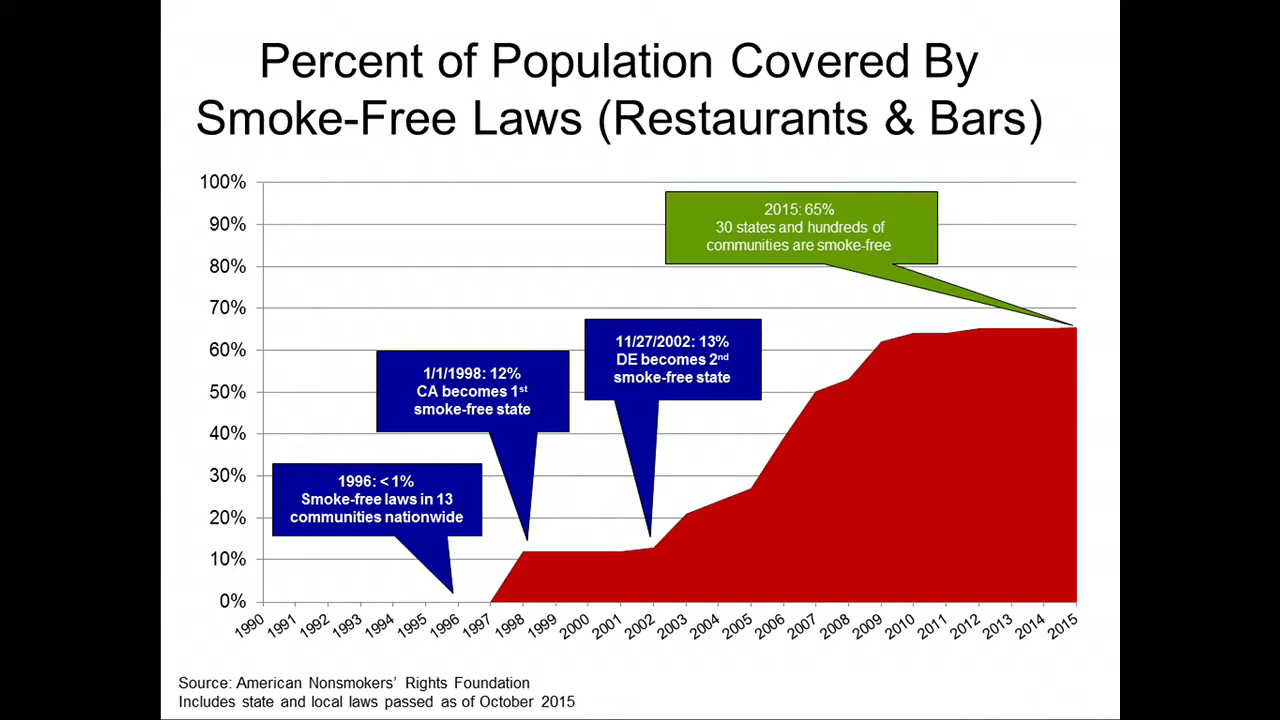 Percent of Population Covered By
Smoke-Free Laws (Restaurants & Bars)
100%
90%
80%
70%
60%
50%
40%
30%
20%
10%
0%
2015: 65%
30 states and hundreds of
communities are smoke-free
11/27/2002: 13%
DE becomes 2nd
smoke-free state
1/1/1998: 12%
CA becomes 1st
smoke-free state
1996: < 1%
Smoke-free laws in 13
communities nationwide
1990 1991 1992 1993 1994 1995 1996 1997 1998 1999 2000 2001 2002 2003 2004 2005 2006 2007 2008 2009 2010 2011 2012 2013 2014 2015
Source: American Nonsmokers’ Rights Foundation
Includes state and local laws passed as of October 2015